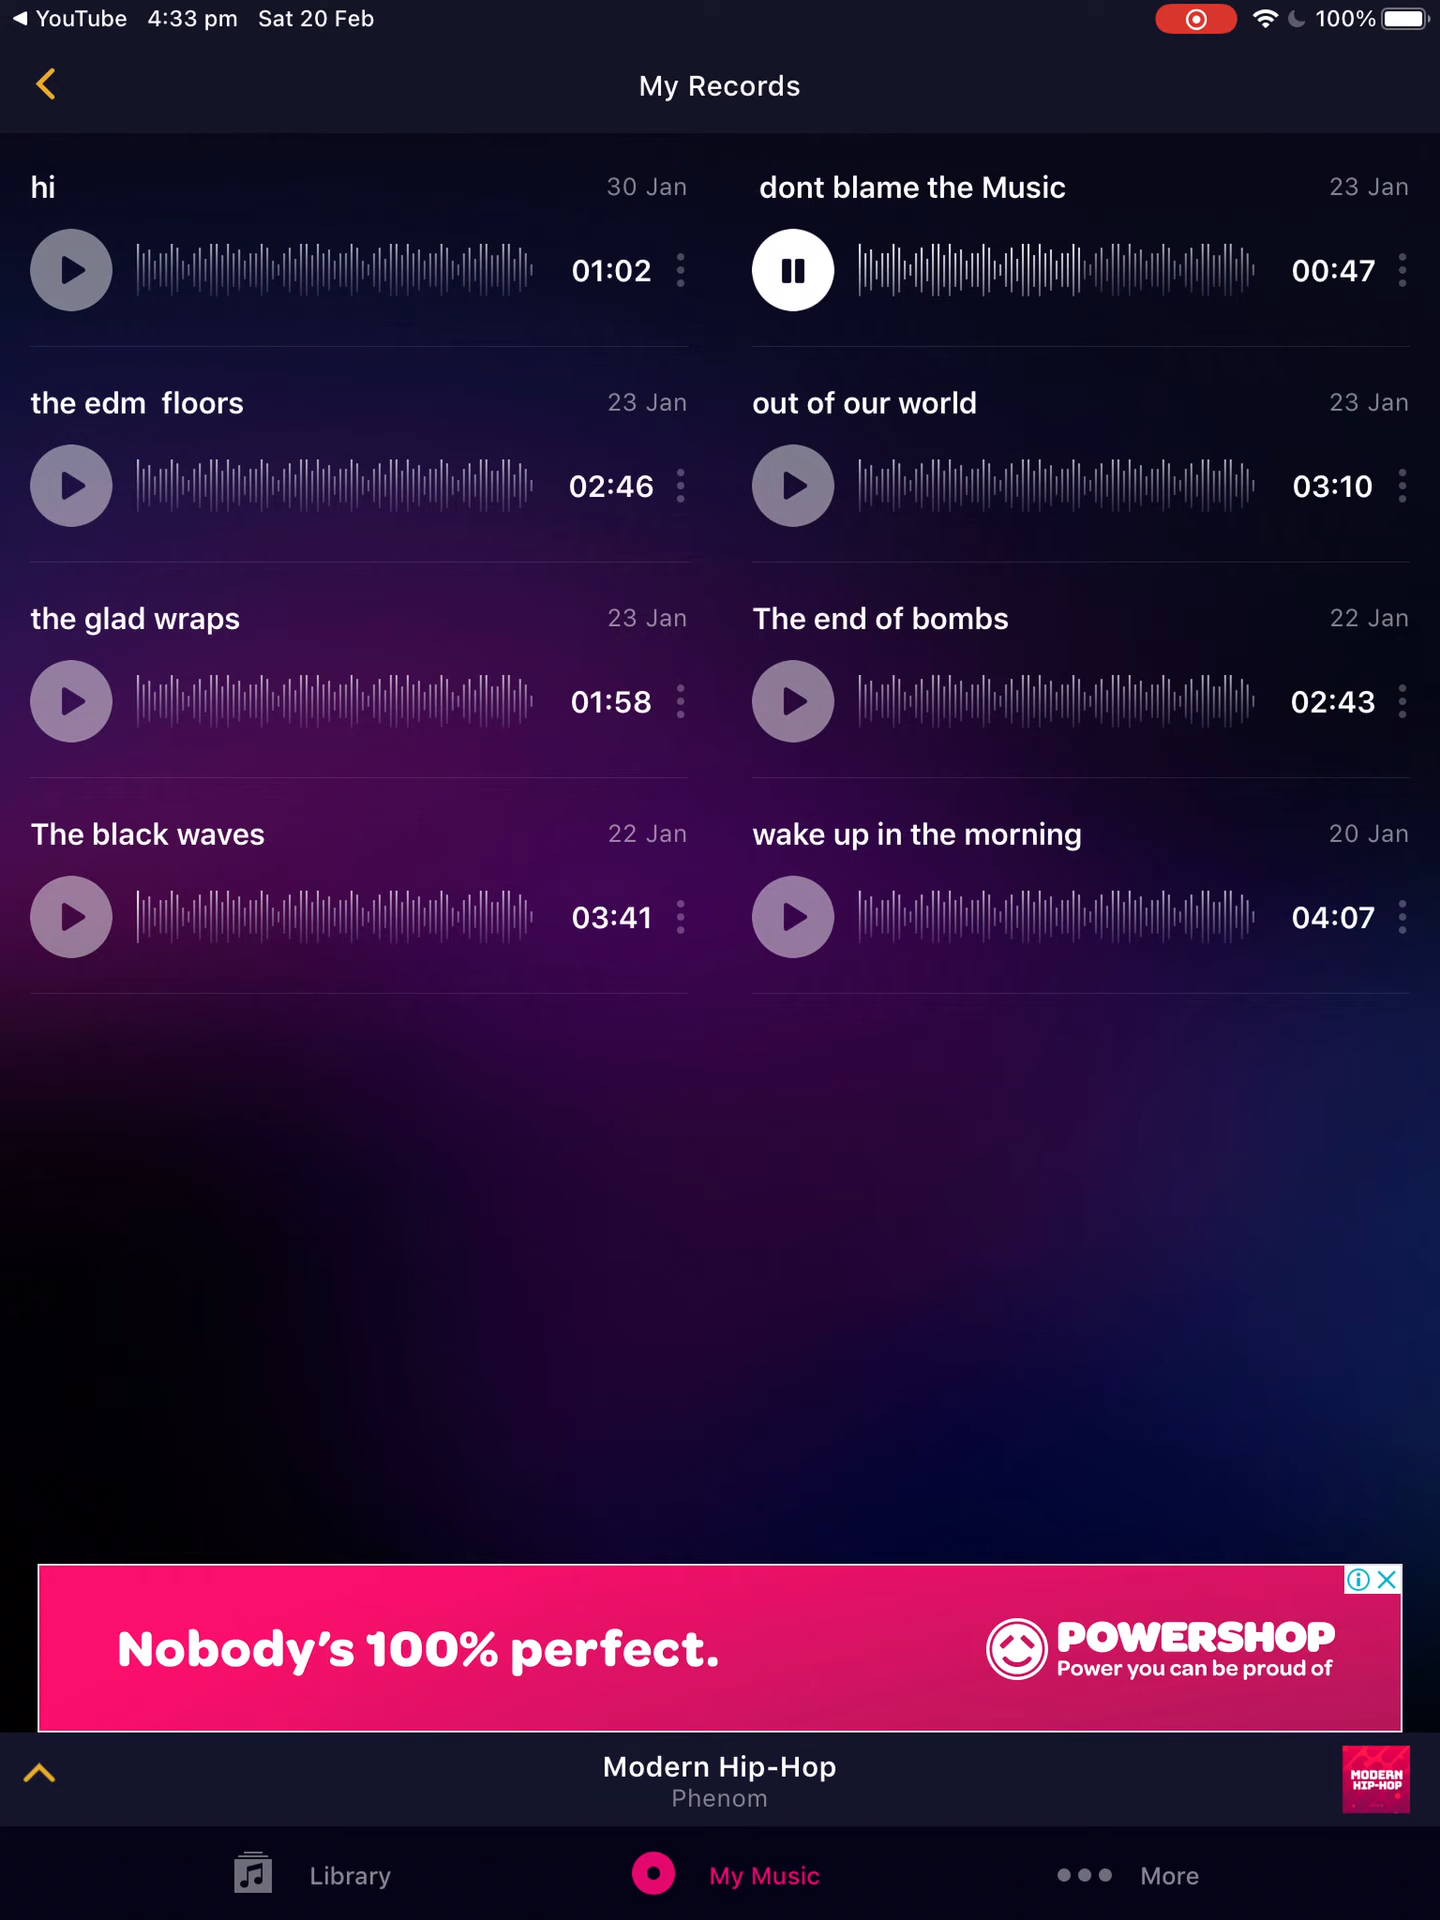 YouTube 4:33 pm Sat 20 Feb 100%
My Records
hi 30 Jan
01:02
dont blame the Music 23 Jan
00:47
the edm  floors 23 Jan
02:46
out of our world 23 Jan
03:10
the glad wraps 23 Jan
01:58
The end of bombs 22 Jan
02:43
The black waves 22 Jan
03:41
wake up in the morning 20 Jan
04:07
Nobody's 100% perfect.
POWERSHOP
Power you can be proud of
Modern Hip-Hop
Phenom
MODERN
HIP-HOP
Library My Music More